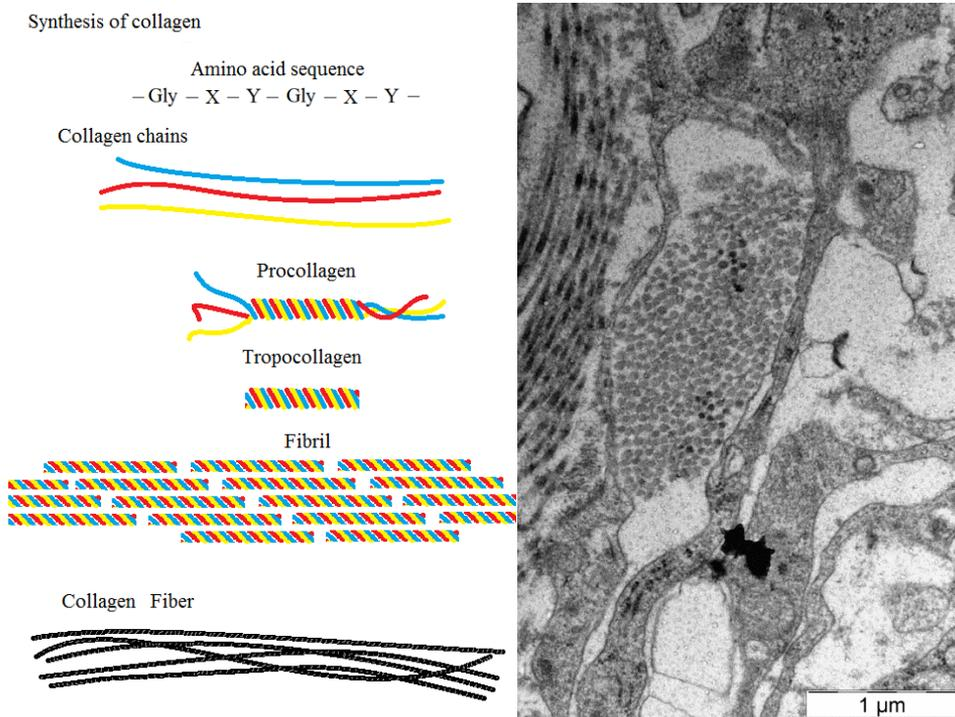 Synthesis of collagen
Amino acid sequence
– Gly – X – Y – Gly – X – Y –
Collagen chains
Procollagen
Tropocollagen
Fibril
Collagen Fiber
1 µm